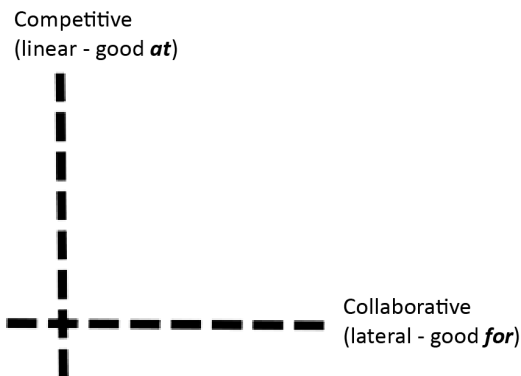 Competitive
(linear - good at)
Collaborative
(lateral - good for)